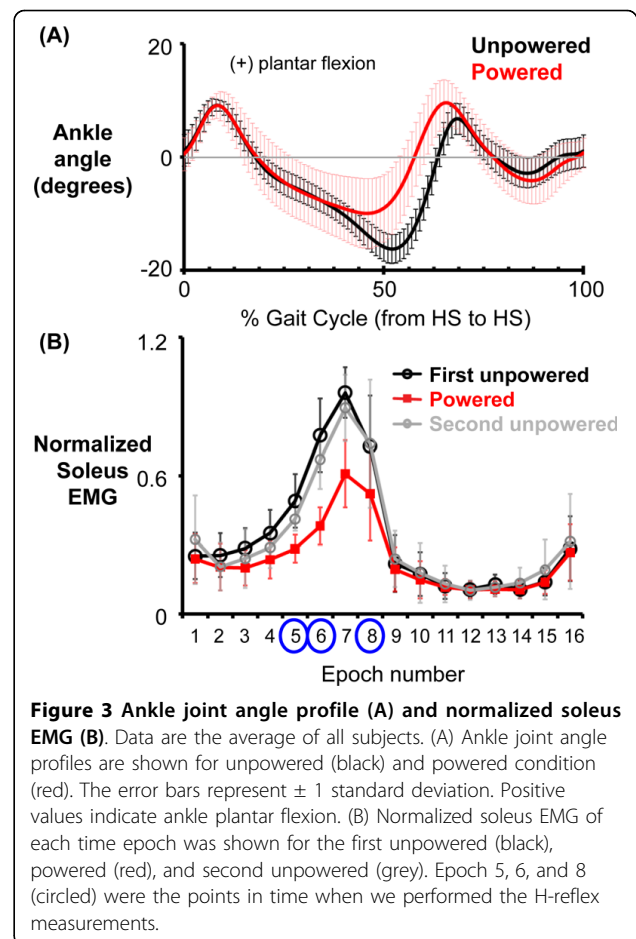 (A)
20
(+) plantar flexion
Unpowered
Powered
Ankle
angle
(degrees)
0
-20
0
50
100
% Gait Cycle (from HS to HS)
(B)
1.2
First unpowered
Powered
Second unpowered
Normalized
Soleus
EMG
0.6
0
1 2 3 4 5 6 7 8 9 10 11 12 13 14 15 16
Epoch number
Figure 3 Ankle joint angle profile (A) and normalized soleus
EMG (B). Data are the average of all subjects. (A) Ankle joint angle
profiles are shown for unpowered (black) and powered condition
(red). The error bars represent ± 1 standard deviation. Positive
values indicate ankle plantar flexion. (B) Normalized soleus EMG of
each time epoch was shown for the first unpowered (black),
powered (red), and second unpowered (grey). Epoch 5, 6, and 8
(circled) were the points in time when we performed the H-reflex
measurements.